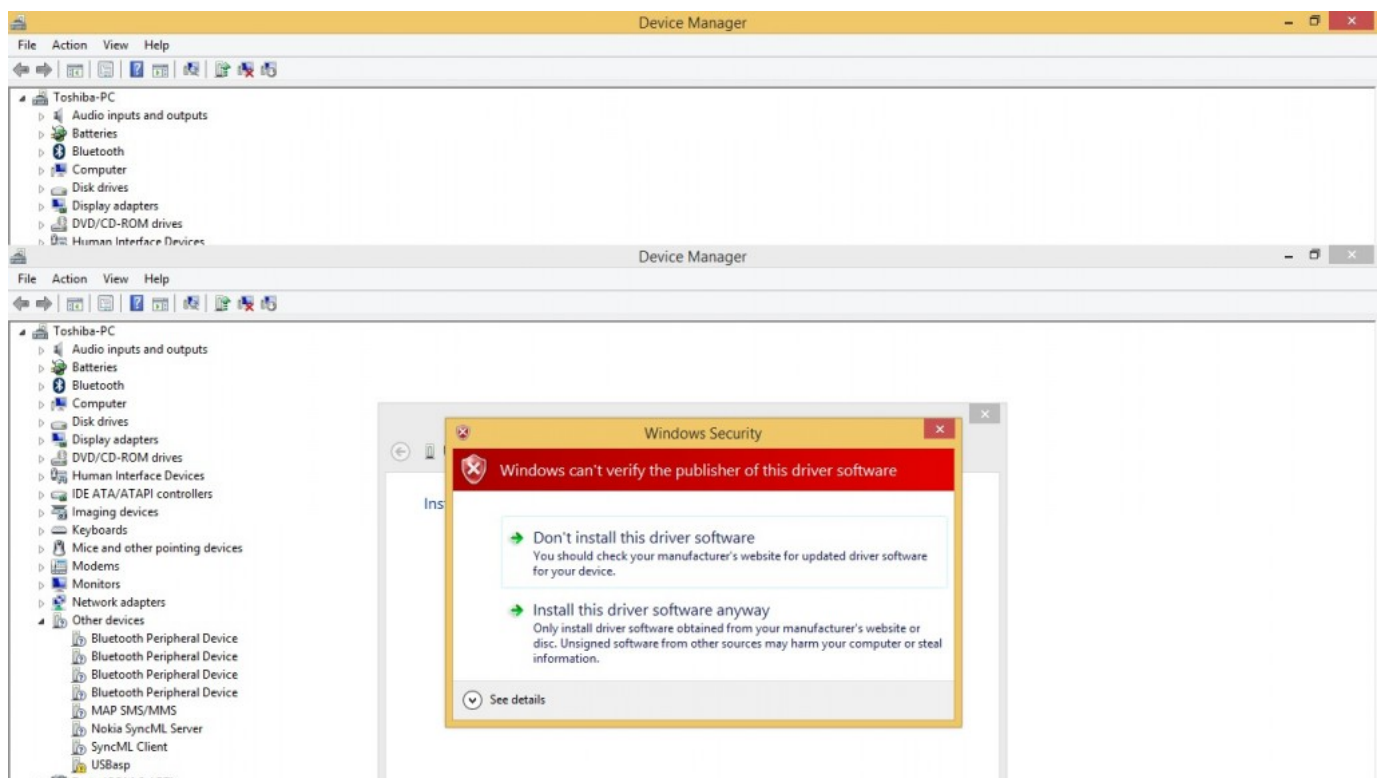 Device Manager
File Action View Help
Toshiba-PC
Audio inputs and outputs
Batteries
Bluetooth
Computer
Disk drives
Display adapters
DVD/CD-ROM drives
Human Interface Devices
Device Manager
File Action View Help
Toshiba-PC
Audio inputs and outputs
Batteries
Bluetooth
Computer
Disk drives
Display adapters
DVD/CD-ROM drives
Human Interface Devices
IDE ATA/ATAPI controllers
Imaging devices
Keyboards
Mice and other pointing devices
Modems
Monitors
Network adapters
Other devices
Bluetooth Peripheral Device
Bluetooth Peripheral Device
Bluetooth Peripheral Device
Bluetooth Peripheral Device
MAP SMS/MMS
Nokia SyncML Server
SyncML Client
USBasp
Ins
Windows Security
Windows can't verify the publisher of this driver software
Don't install this driver software
You should check your manufacturer's website for updated driver software
for your device.
Install this driver software anyway
Only install driver software obtained from your manufacturer's website or
disc. Unsigned software from other sources may harm your computer or steal
information.
See details